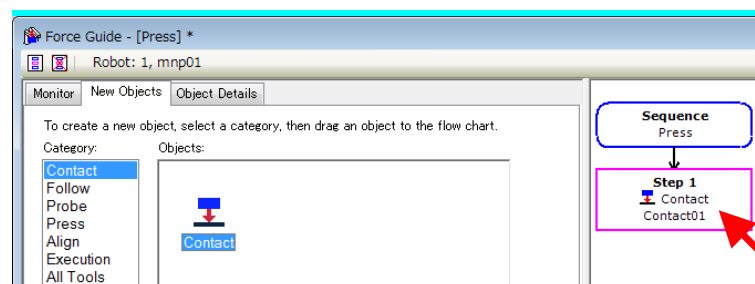 Force Guide - [Press] *
Robot: 1, mnp01
Monitor New Objects Object Details
To create a new object, select a category, then drag an object to the flow chart.
Category: Objects:
Contact
Follow
Probe
Press
Align
Execution
All Tools
Contact
Sequence
Press
Step 1
Contact
Contact01